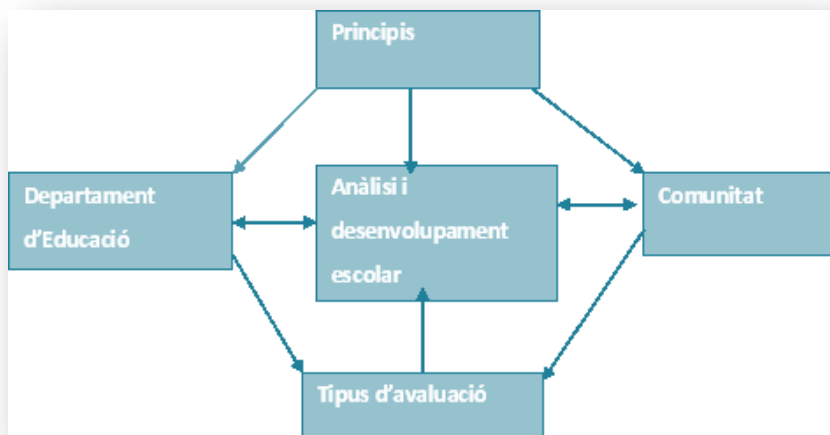 Principis
Departament
d'Educació
Anàlisi i
desenvolupament
escolar
Comunitat
Tipus d'avaluació